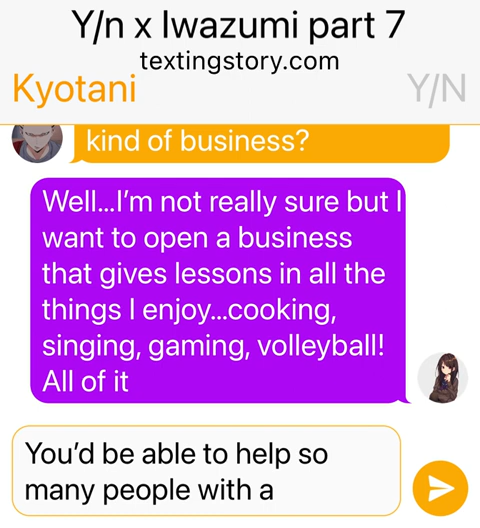 Y/n x Iwazumi part 7
textingstory.com
Kyotani
Y/N
kind of business?
Well...I'm not really sure but I
want to open a business
that gives lessons in all the
things I enjoy...cooking,
singing, gaming, volleyball!
All of it
You'd be able to help so
many people with a